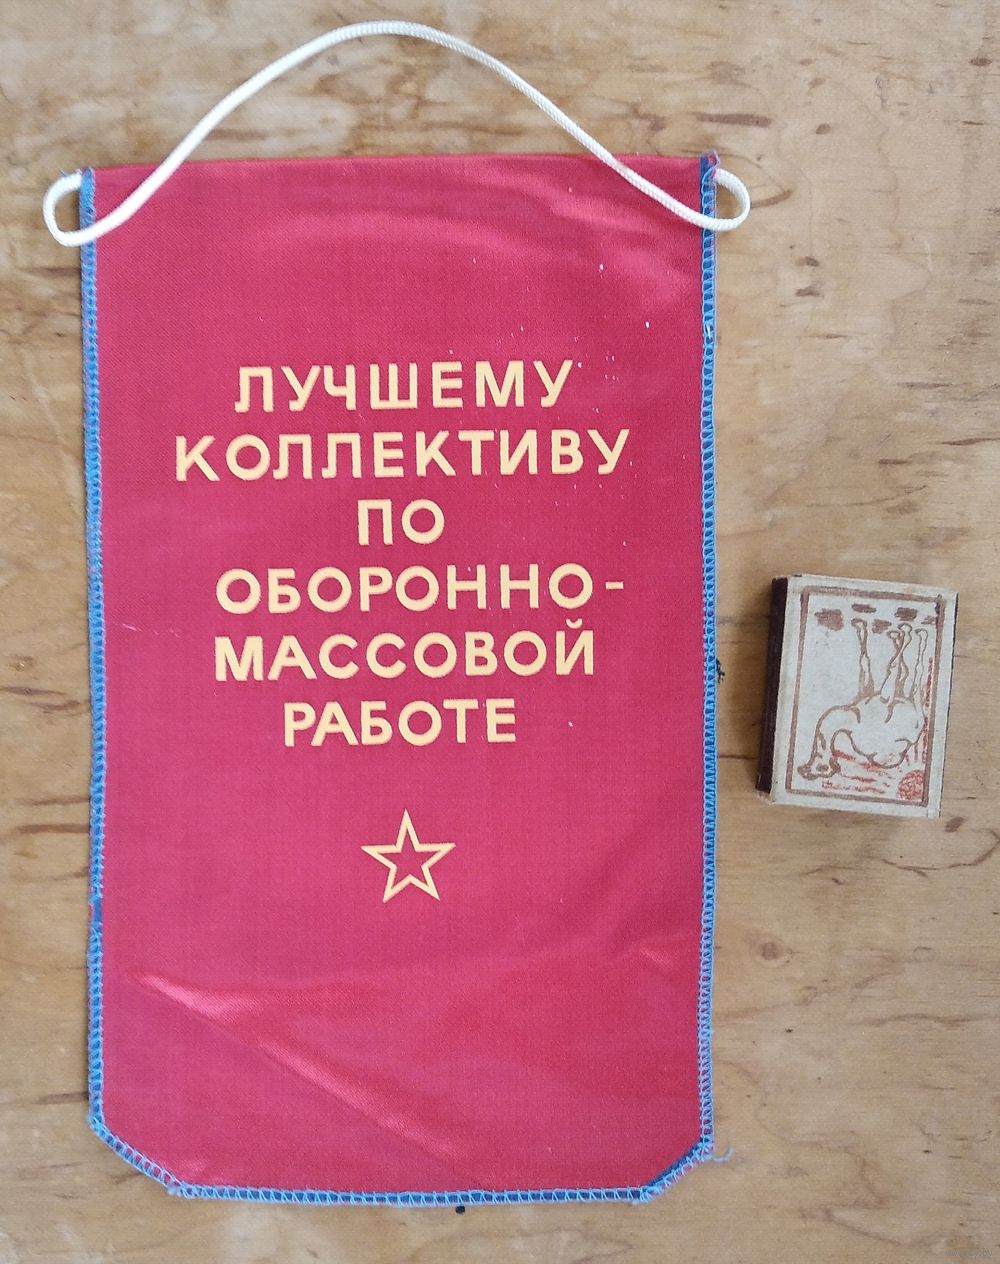 ЛУЧШЕМУ
КОЛЛЕКТИВУ
ПО
ОБОРОННО-
МАССОВОЙ
РАБОТЕ